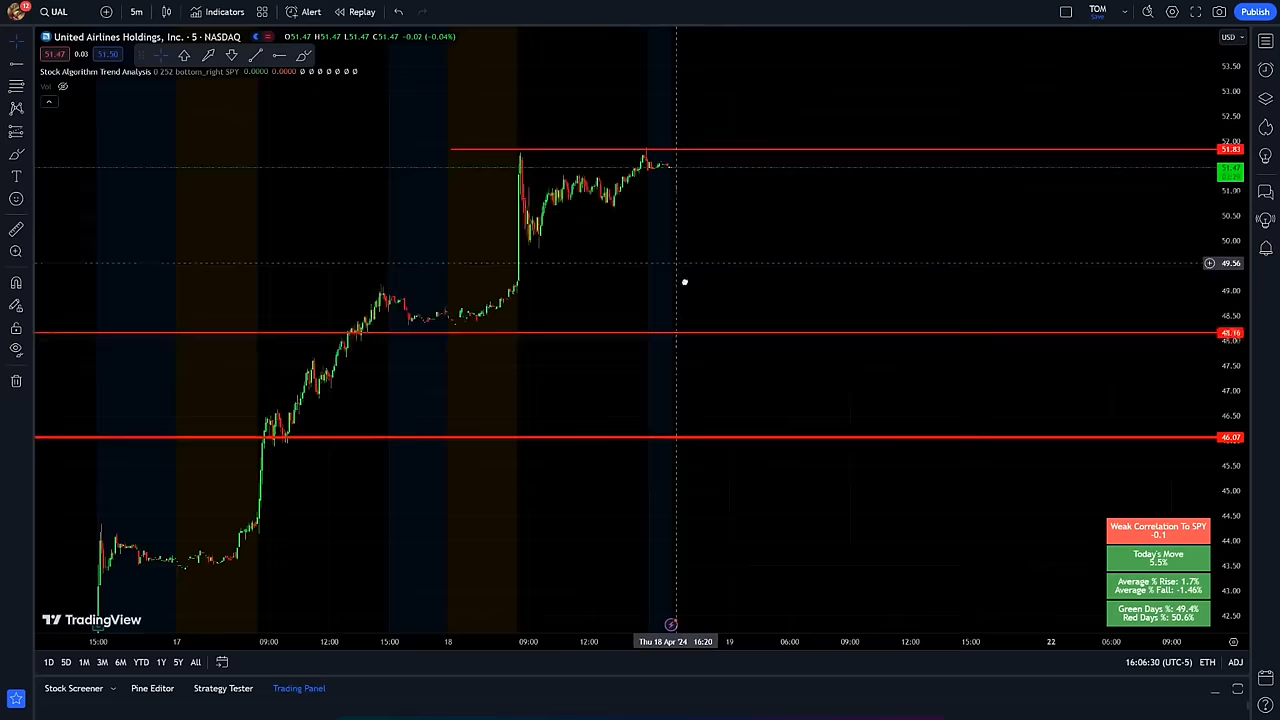 12
UAL
5m
Indicators
Alert
Replay
TOM
Save
Publish
United Airlines Holdings, Inc. · 5 · NASDAQ
O51.47 H51.47 L51.47 C51.47 -0.02 (-0.04%)
USD
51.47
0.03
51.50
Stock Algorithm Trend Analysis 0 252 bottom_right SPY 0.0000 0.0000 Ø Ø Ø Ø Ø Ø Ø
Vol
53.50
53.00
52.50
52.00
51.83
51.47
51.00
50.50
50.00
49.56
49.00
48.50
48.16
48.00
47.50
47.00
46.50
46.07
45.50
45.00
44.50
44.00
43.50
43.00
42.50
Weak Correlation To SPY
-0.1
Today's Move
5.5%
Average % Rise: 1.7%
Average % Fall: -1.46%
Green Days %: 49.4%
Red Days %: 50.6%
TradingView
15:00
17
09:00
15:00
18
09:00
12:00
Thu 18 Apr '24 16:20
19
06:00
09:00
12:00
15:00
22
06:00
09:00
1D 5D 1M 3M 6M YTD 1Y 5Y All
16:06:30 (UTC-5) ETH ADJ
Stock Screener
Pine Editor
Strategy Tester
Trading Panel